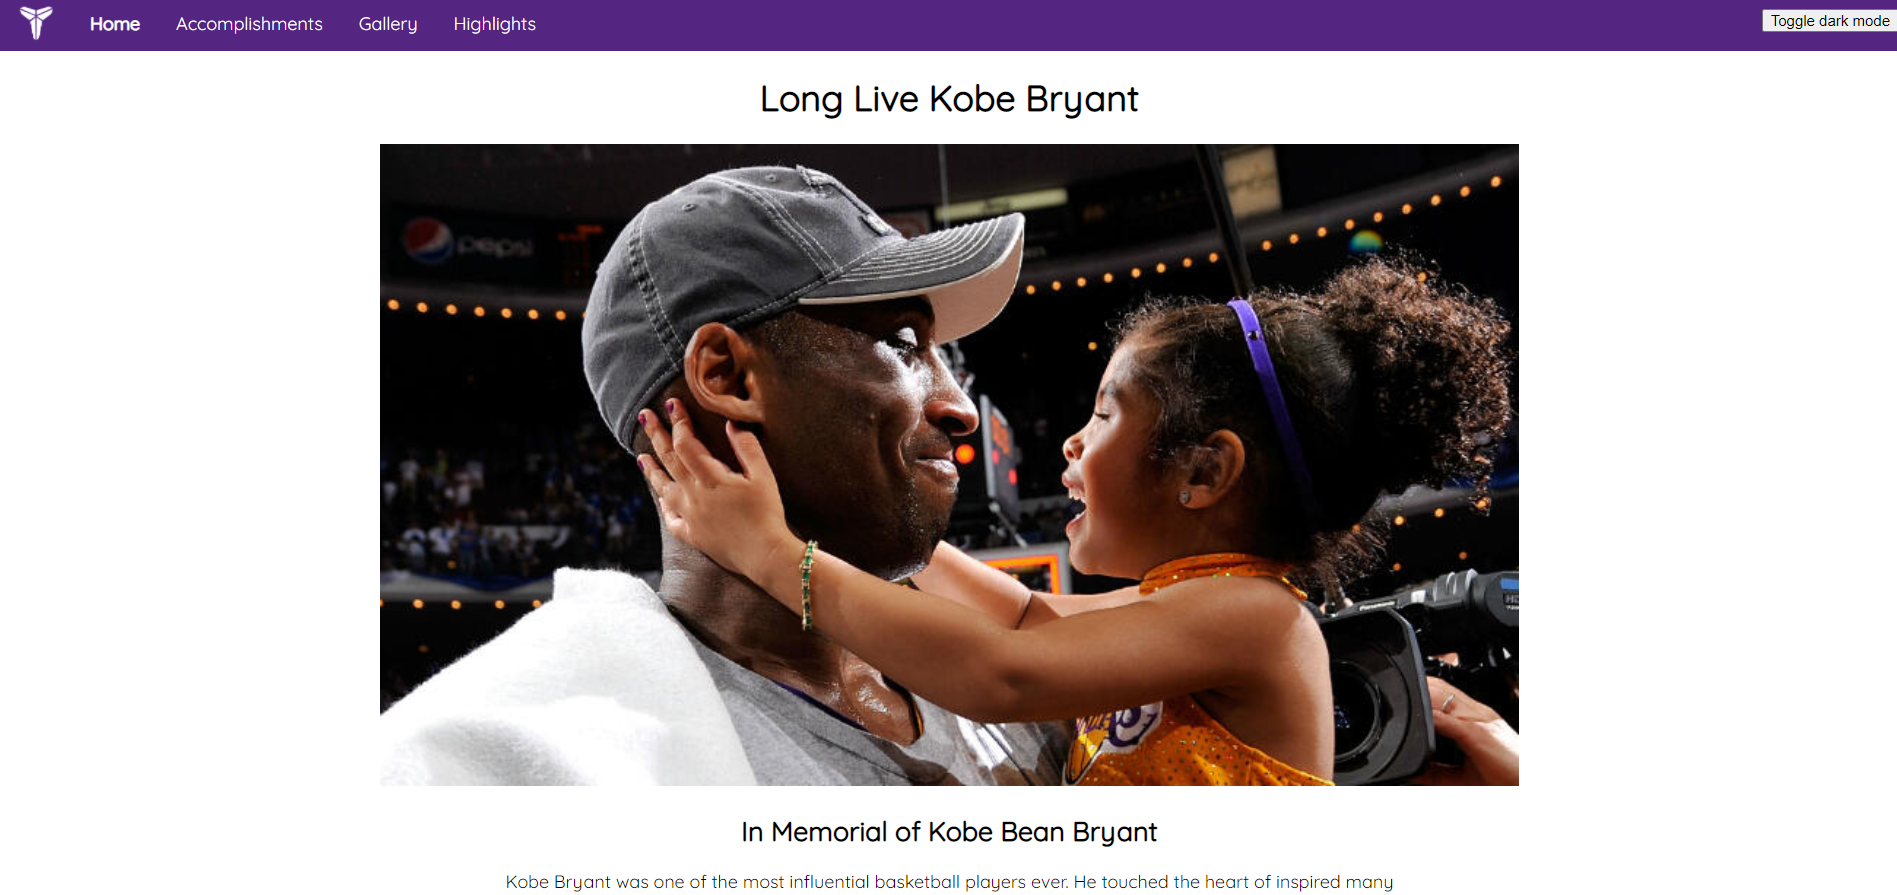 Home Accomplishments Gallery Highlights Toggle dark mode
Long Live Kobe Bryant
pepsi
In Memorial of Kobe Bean Bryant
Kobe Bryant was one of the most influential basketball players ever. He touched the heart of inspired many